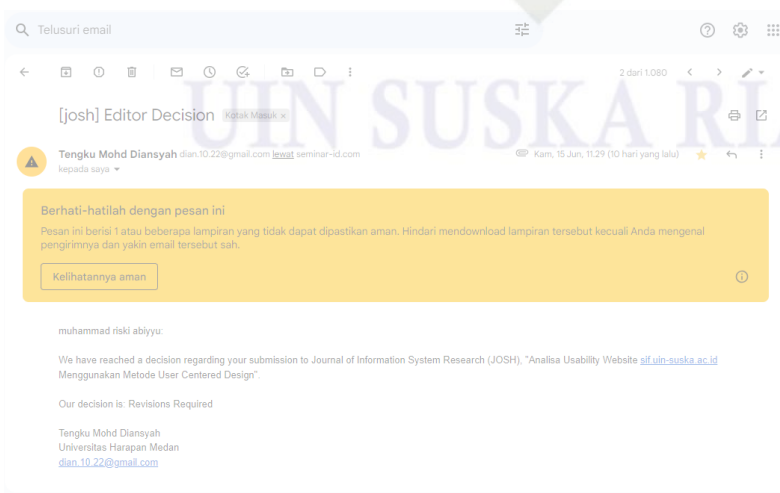 Telusuri email
2 dari 1.080
[josh] Editor Decision Kotak Masuk ×
UIN SUSKA RI
Tengku Mohd Diansyah dian.10.22@gmail.com lewat seminar-id.com Kam, 15 Jun, 11.29 (10 hari yang lalu)
kepada saya
Berhati-hatilah dengan pesan ini
Pesan ini berisi 1 atau beberapa lampiran yang tidak dapat dipastikan aman. Hindari mendownload lampiran tersebut kecuali Anda mengenal
pengirimnya dan yakin email tersebut sah.
Kelihatannya aman
muhammad riski abiyyu:
We have reached a decision regarding your submission to Journal of Information System Research (JOSH), "Analisa Usability Website sif.uin-suska.ac.id
Menggunakan Metode User Centered Design".
Our decision is: Revisions Required
Tengku Mohd Diansyah
Universitas Harapan Medan
dian.10.22@gmail.com